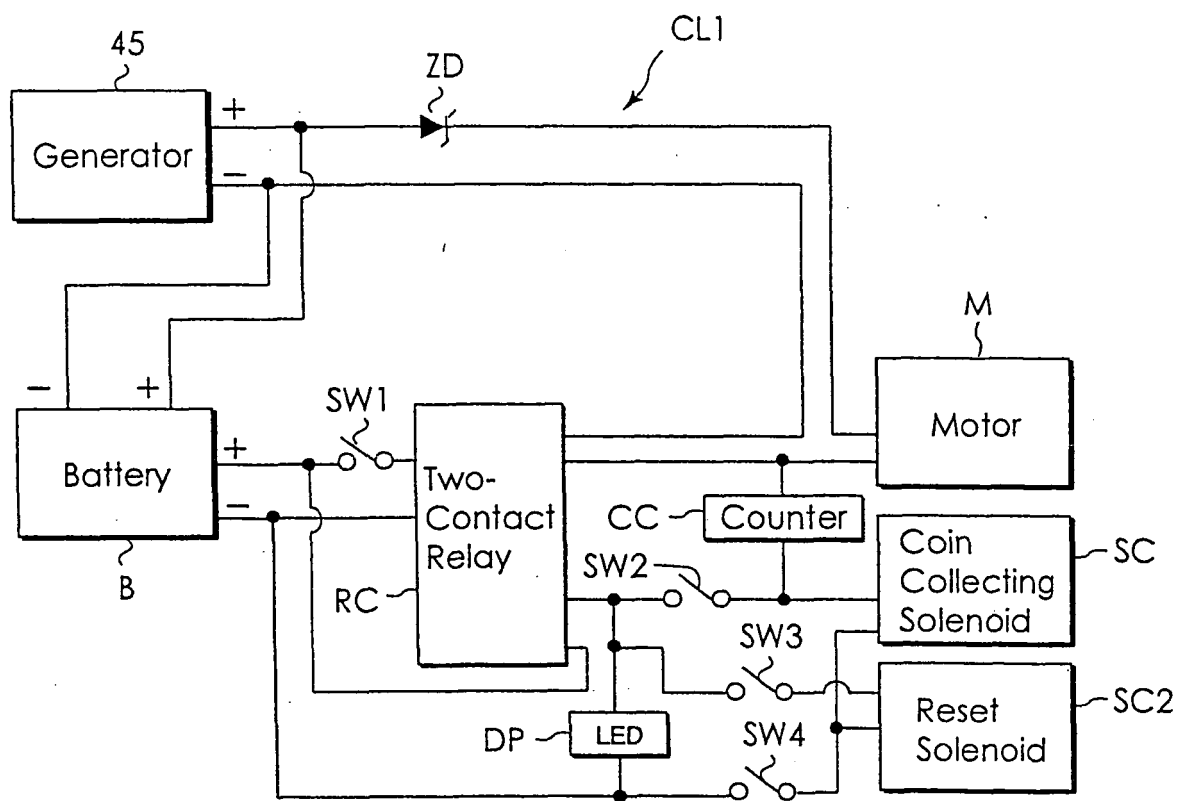 CL1
45
ZD
+
Generator
−
M
− +
SW1
Motor
+
Battery
Two-
Contact
Relay
−
CC
Counter
Coin
Collecting
Solenoid
SC
B
SW2
RC
SW3
Reset
Solenoid
SC2
DP
LED
SW4